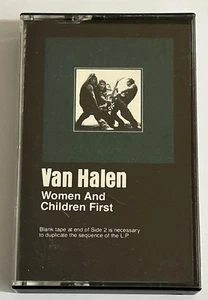 Van Halen
Women And
Children First
Blank tape at end of Side 2 is necessary
to duplicate the sequence of the L.P